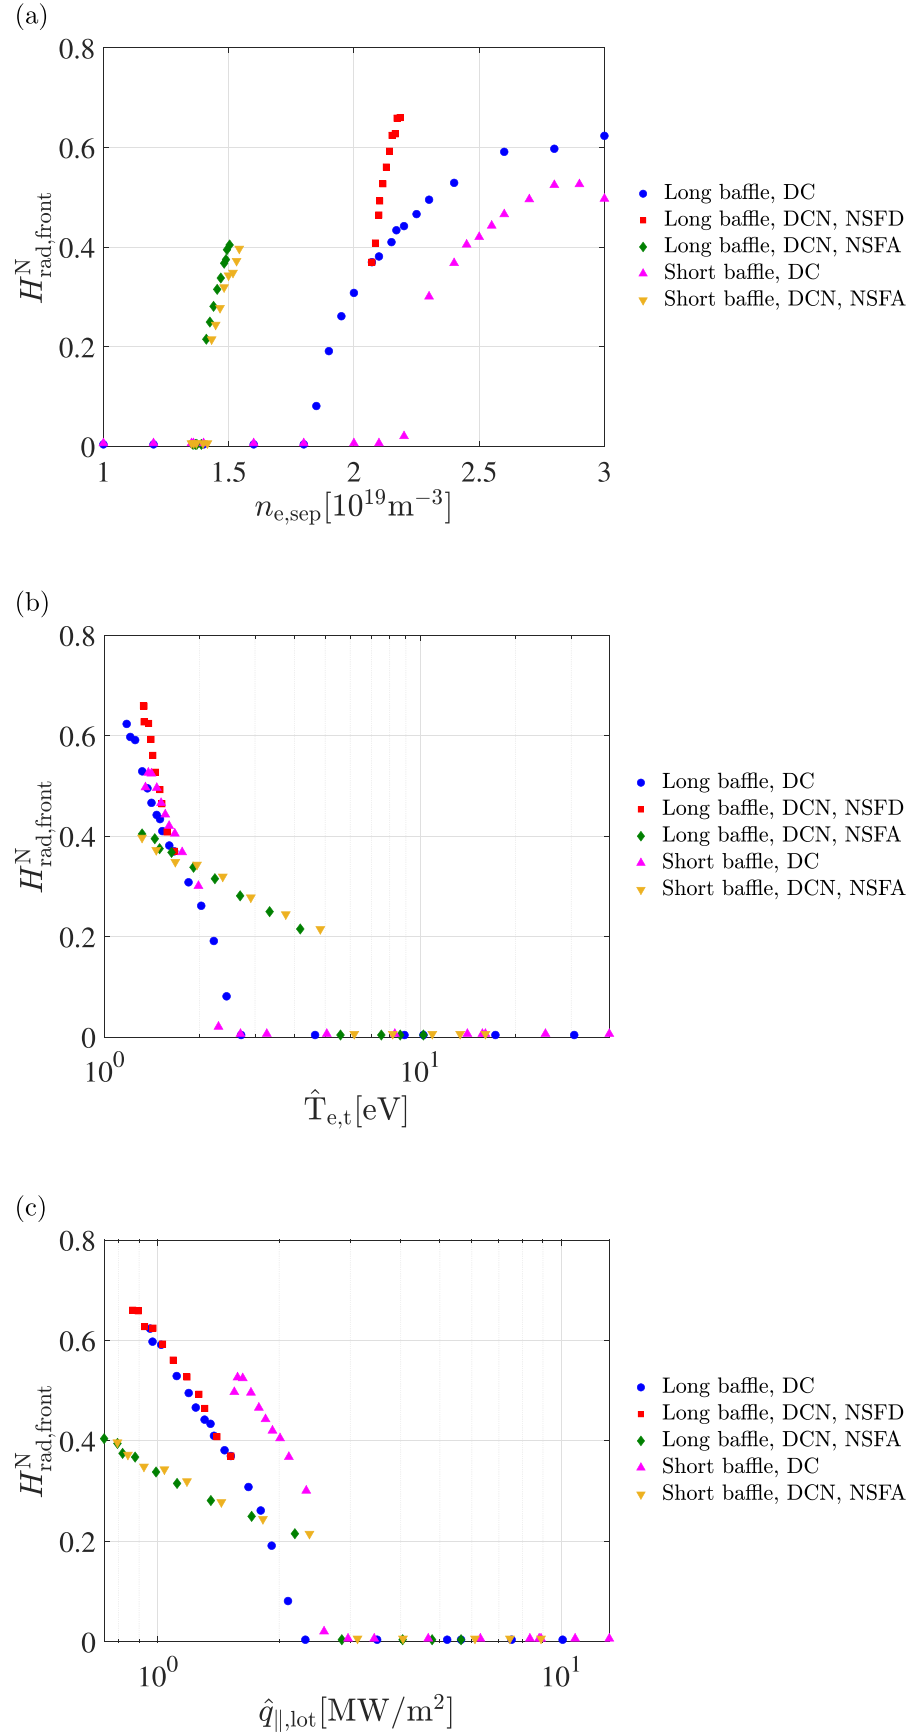 (a)
0.8
0.6
0.4
0.2
0
H^N_rad,front
1 1.5 2 2.5 3
n_e,sep[10^19 m^−3]
Long baffle, DC
Long baffle, DCN, NSFD
Long baffle, DCN, NSFA
Short baffle, DC
Short baffle, DCN, NSFA
(b)
0.8
0.6
0.4
0.2
0
H^N_rad,front
10^0 10^1
T̂_e,t[eV]
Long baffle, DC
Long baffle, DCN, NSFD
Long baffle, DCN, NSFA
Short baffle, DC
Short baffle, DCN, NSFA
(c)
0.8
0.6
0.4
0.2
0
H^N_rad,front
10^0 10^1
q̂_∥,lot[MW/m^2]
Long baffle, DC
Long baffle, DCN, NSFD
Long baffle, DCN, NSFA
Short baffle, DC
Short baffle, DCN, NSFA